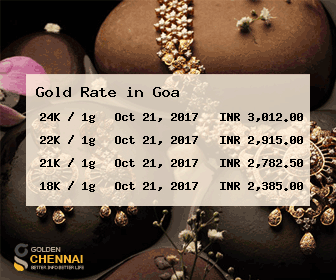 Gold Rate in Goa
24K / 1g Oct 21, 2017 INR 3,012.00
22K / 1g Oct 21, 2017 INR 2,915.00
21K / 1g Oct 21, 2017 INR 2,782.50
18K / 1g Oct 21, 2017 INR 2,385.00
GOLDEN
CHENNAI
BETTER INFO BETTER LIFE